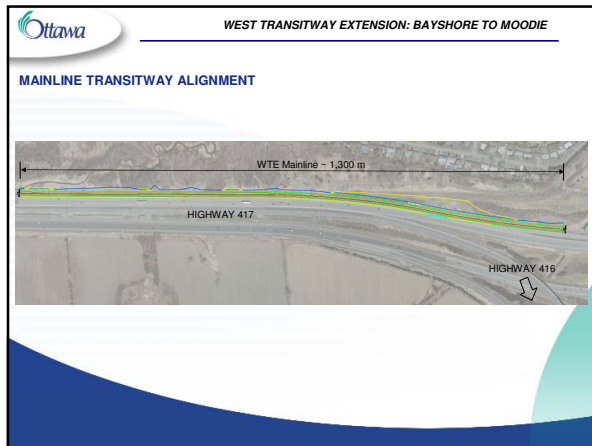 Ottawa
WEST TRANSITWAY EXTENSION: BAYSHORE TO MOODIE
MAINLINE TRANSITWAY ALIGNMENT
WTE Mainline ~ 1,300 m
HIGHWAY 417
HIGHWAY 416